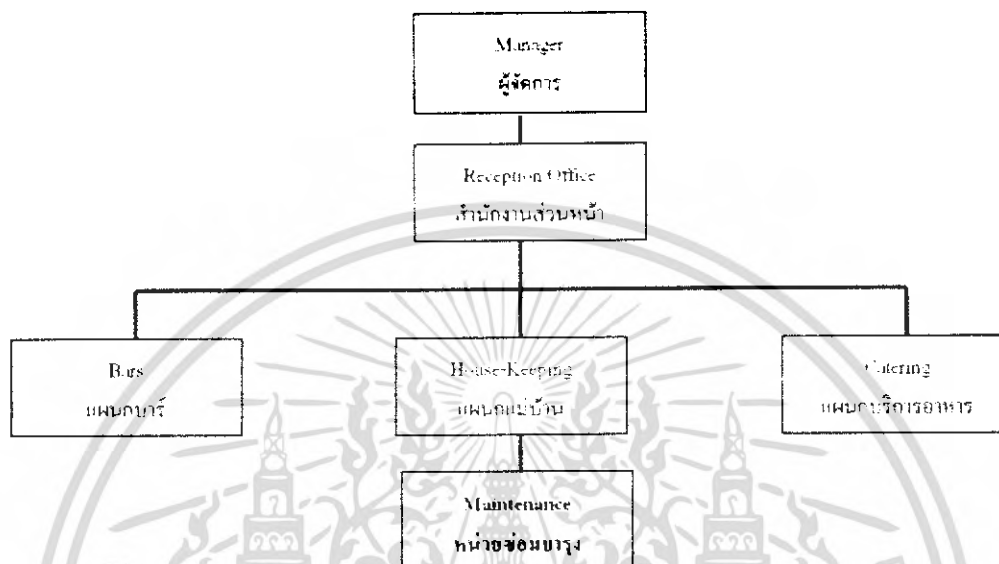 Manager
ผู้จัดการ
Reception Office
สำนักงานส่วนหน้า
Bars
แผนกบาร์
House-Keeping
แผนกแม่บ้าน
Catering
แผนกบริการอาหาร
Maintenance
หน่วยซ่อมบำรุง